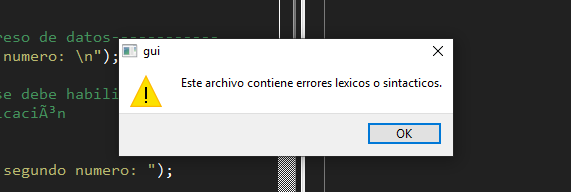 reso de datos------------
gui
numero: \n");
Este archivo contiene errores lexicos o sintacticos.
se debe habili
icaciÃ³n
OK
segundo numero: ");